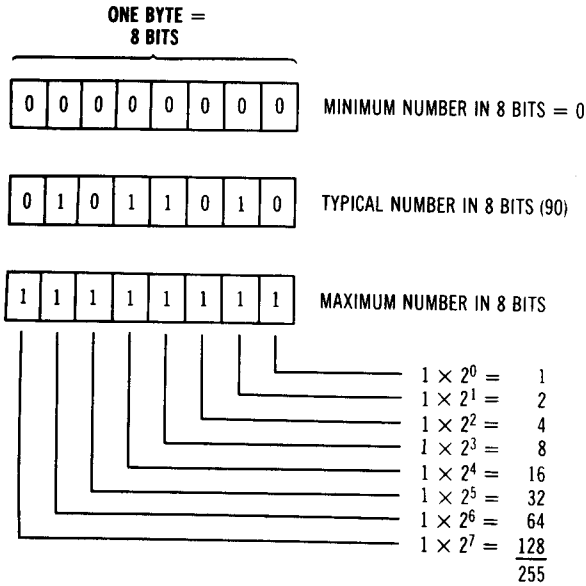 ONE BYTE =
8 BITS
0 0 0 0 0 0 0 0 MINIMUM NUMBER IN 8 BITS = 0
0 1 0 1 1 0 1 0 TYPICAL NUMBER IN 8 BITS (90)
1 1 1 1 1 1 1 1 MAXIMUM NUMBER IN 8 BITS
1 × 2⁰ = 1
1 × 2¹ = 2
1 × 2² = 4
1 × 2³ = 8
1 × 2⁴ = 16
1 × 2⁵ = 32
1 × 2⁶ = 64
1 × 2⁷ = 128
255